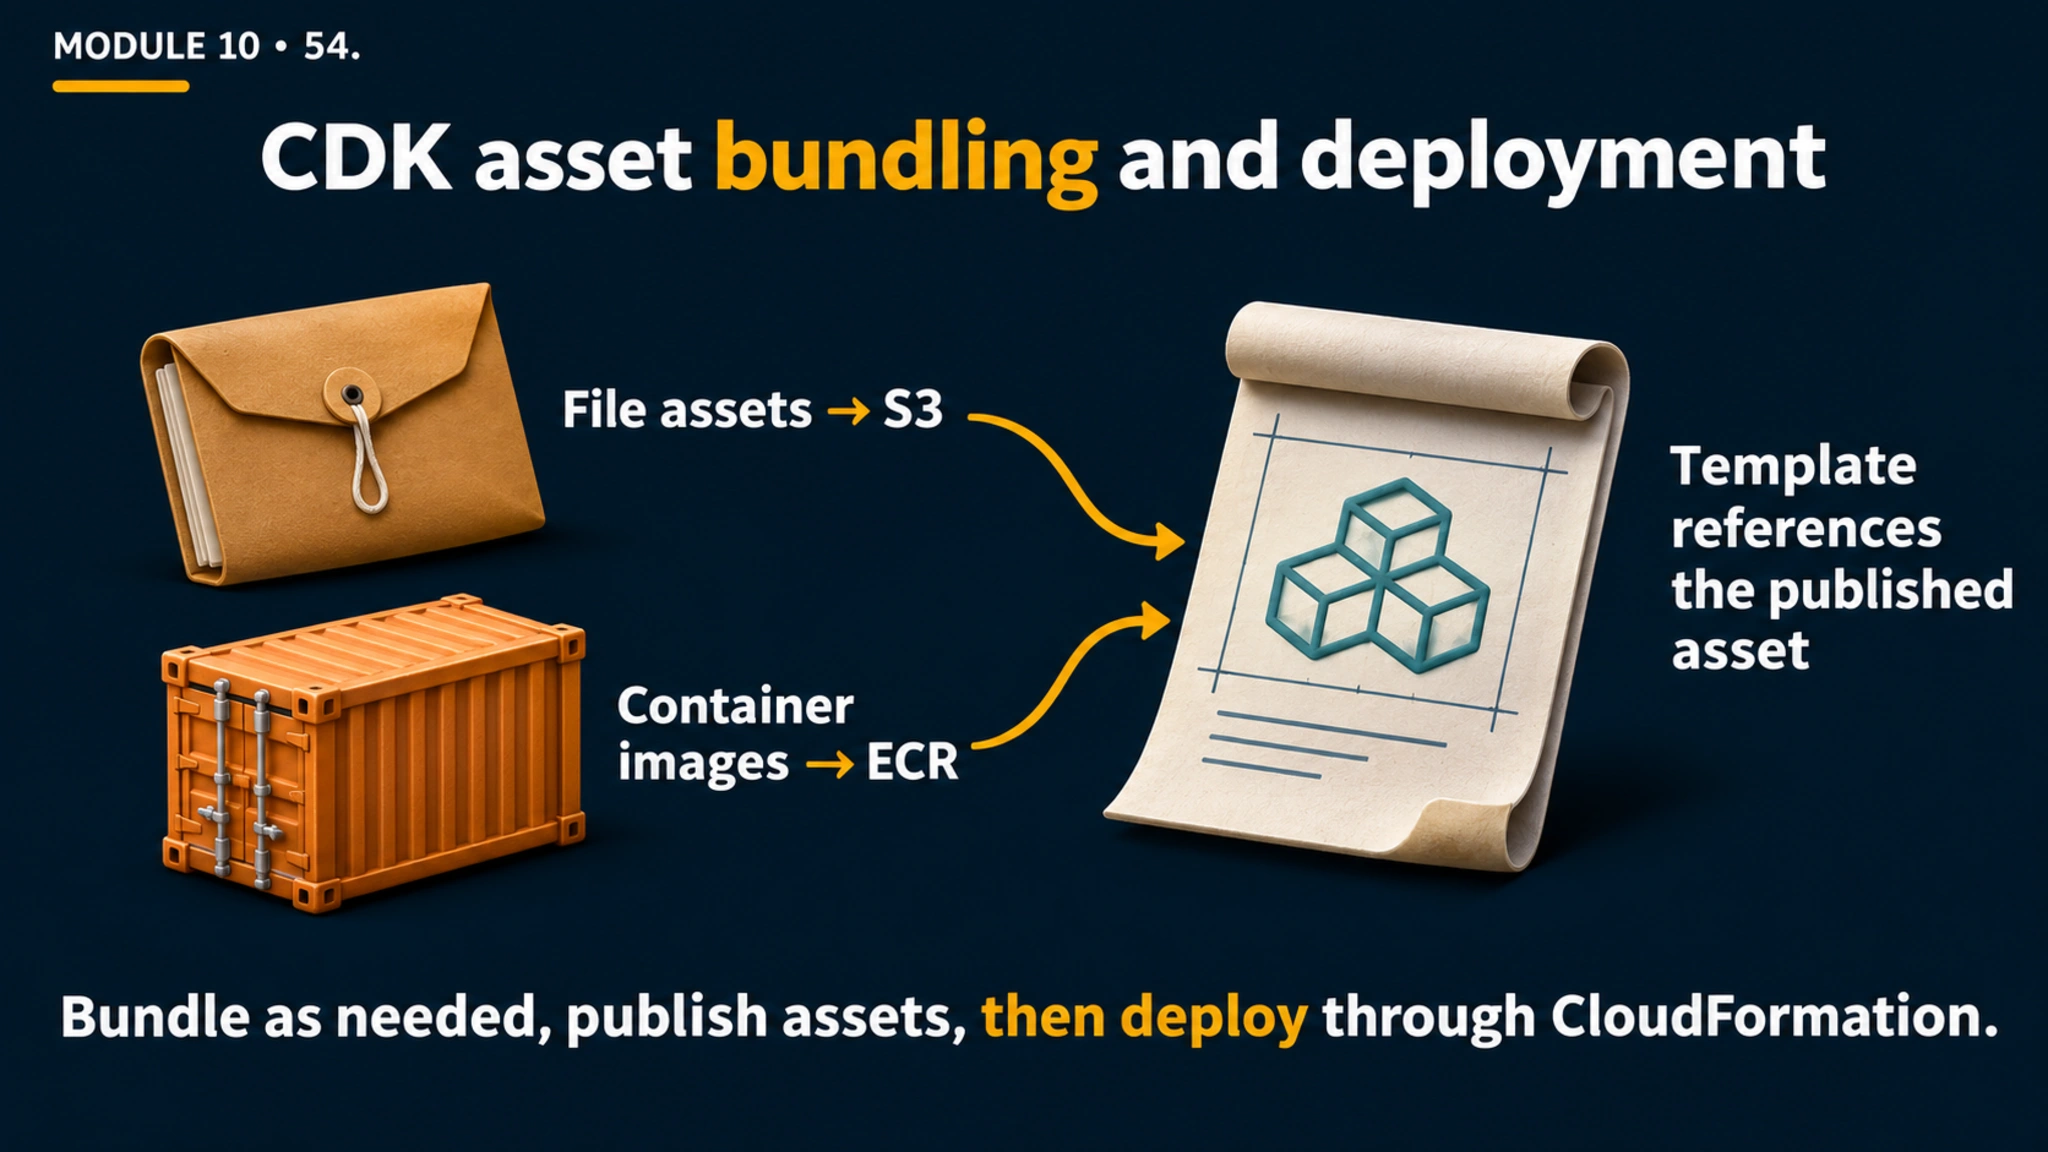 MODULE 10 • 54.
CDK asset bundling and deployment
File assets → S3
Container
images → ECR
Template
references
the published
asset
Bundle as needed, publish assets, then deploy through CloudFormation.